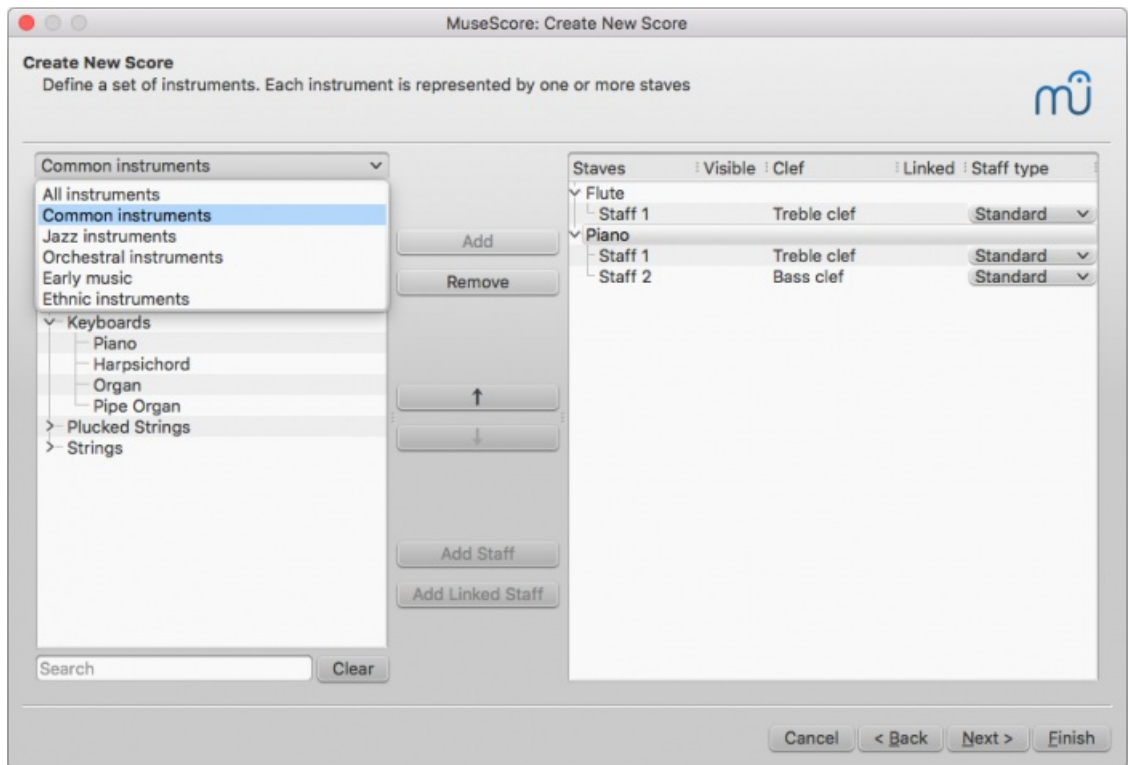 MuseScore: Create New Score
Create New Score
Define a set of instruments. Each instrument is represented by one or more staves
Common instruments
All instruments
Common instruments
Jazz instruments
Orchestral instruments
Early music
Ethnic instruments
Keyboards
Piano
Harpsichord
Organ
Pipe Organ
Plucked Strings
Strings
Search
Clear
Add
Remove
↑
↓
Add Staff
Add Linked Staff
Staves Visible Clef Linked Staff type
Flute
Staff 1 Treble clef Standard
Piano
Staff 1 Treble clef Standard
Staff 2 Bass clef Standard
Cancel < Back Next > Finish